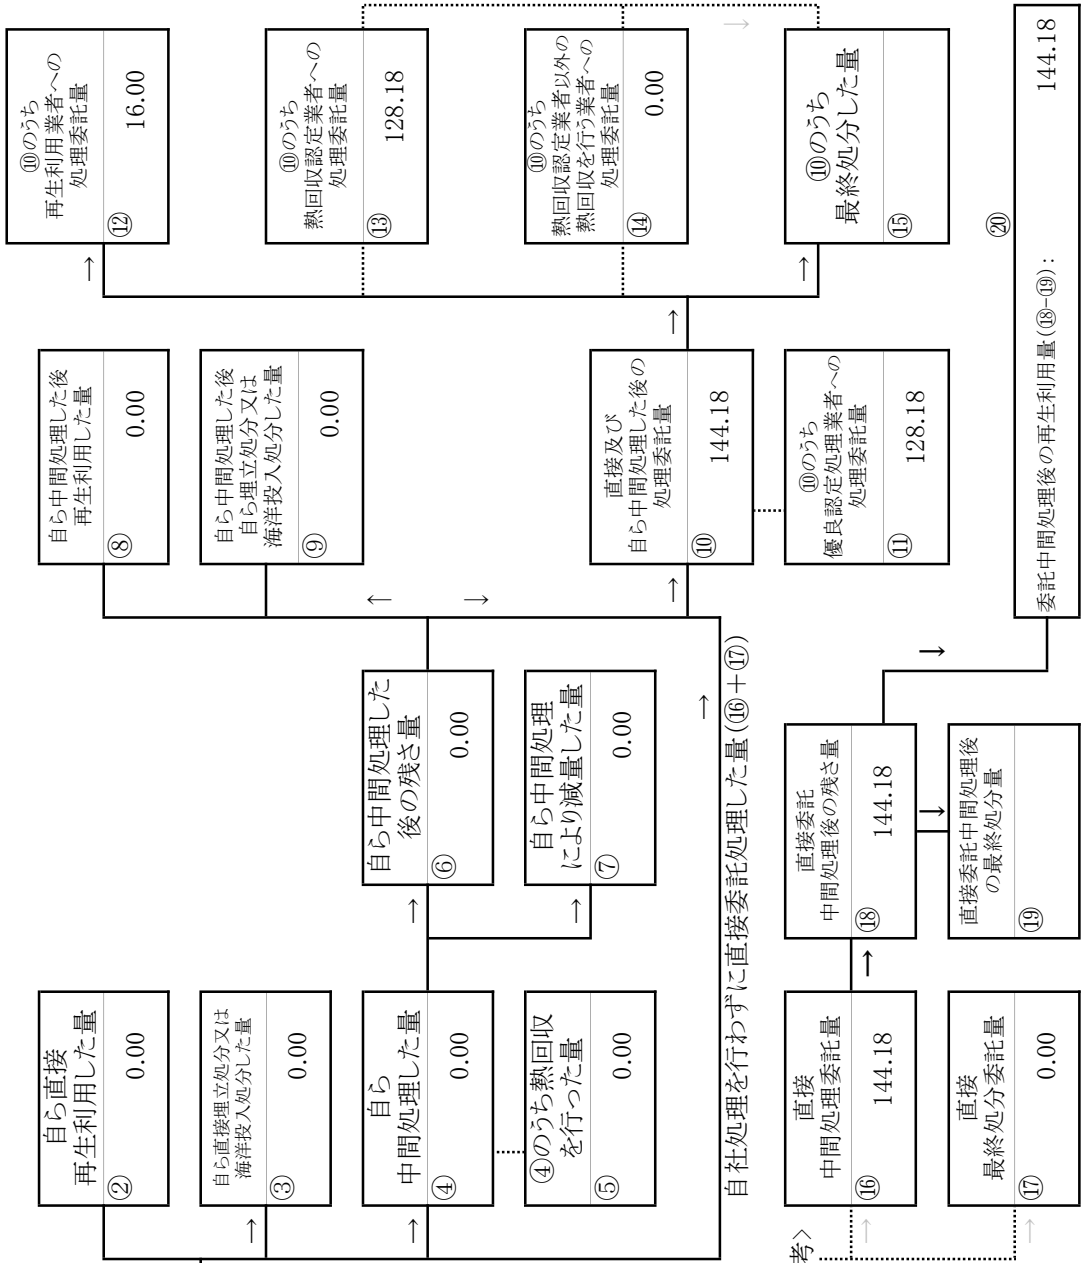 自ら直接
再生利用した量
②
0.00
自ら直接埋立処分又は
海洋投入処分した量
③
0.00
→
自ら
中間処理した量
④
0.00
→
④のうち熱回収
を行った量
⑤
0.00
自ら中間処理した
後の残さ量
⑥
0.00
→
自ら中間処理
により減量した量
⑦
0.00
→
自ら中間処理した後
再生利用した量
⑧
0.00
自ら中間処理した後
自ら埋立処分又は
海洋投入処分した量
⑨
0.00
↑
↓
自社処理を行わずに直接委託処理した量(⑯+⑰)
→
直接及び
自ら中間処理した後の
処理委託量
⑩
144.18
→
→
⑩のうち
優良認定処理業者への
処理委託量
⑪
128.18
⑩のうち
再生利用業者への
処理委託量
⑫
16.00
→
⑩のうち
熱回収認定業者への
処理委託量
⑬
128.18
⑩のうち
熱回収認定業者以外の
熱回収を行う業者への
処理委託量
⑭
0.00
⑩のうち
最終処分した量
⑮
→
↓
考>
直接
中間処理委託量
⑯
144.18
→
直接
最終処分委託量
⑰
0.00
→
直接委託
中間処理後の残さ量
⑱
144.18
→
直接委託中間処理後
の最終処分量
⑲
↓
↓
⑳
委託中間処理後の再生利用量(⑱-⑲):
144.18